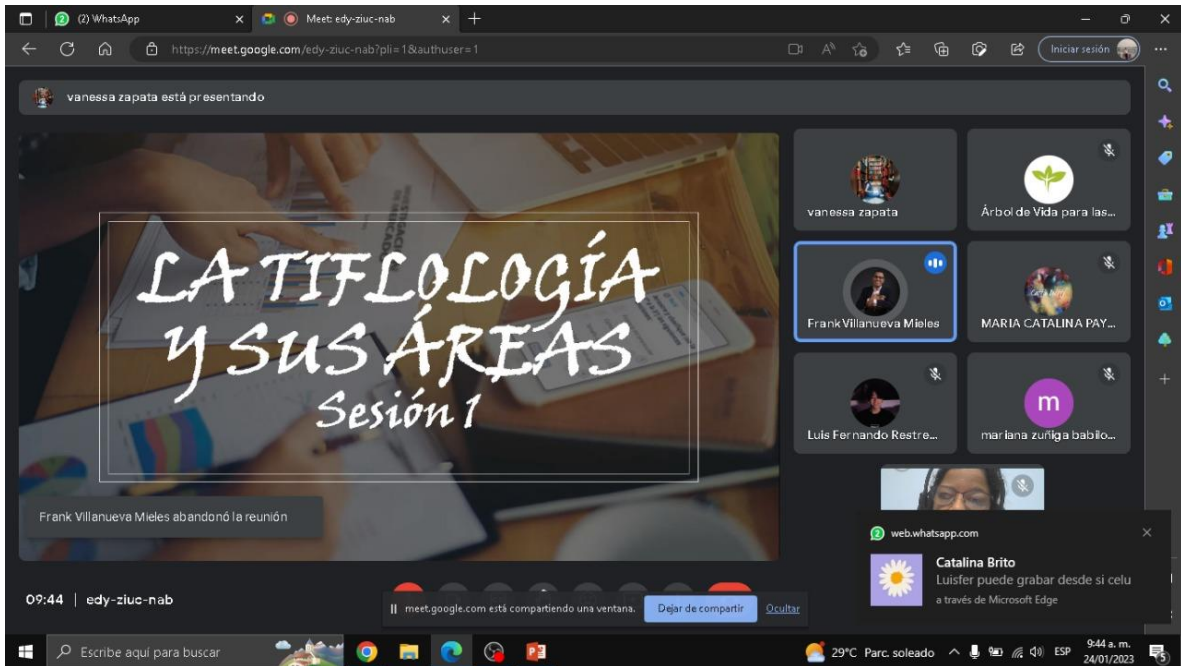 (2) WhatsApp
Meet: edy-ziuc-nab
https://meet.google.com/edy-ziuc-nab?pli=1&authuser=1
Iniciar sesión
vanessa zapata está presentando
LA TIFLOLOGÍA
Y SUS ÁREAS
Sesión 1
Frank Villanueva Mieles abandonó la reunión
vanessa zapata
Árbol de Vida para las...
Frank Villanueva Mieles
MARIA CATALINA PAY...
Luis Fernando Restre...
m
mariana zuñiga babilo...
2 web.whatsapp.com
Catalina Brito
Luisfer puede grabar desde si celu
a través de Microsoft Edge
09:44 | edy-ziuc-nab
meet.google.com está compartiendo una ventana.
Dejar de compartir
Ocultar
Escribe aquí para buscar
29°C Parc. soleado
ESP
9:44 a. m.
24/01/2023
5